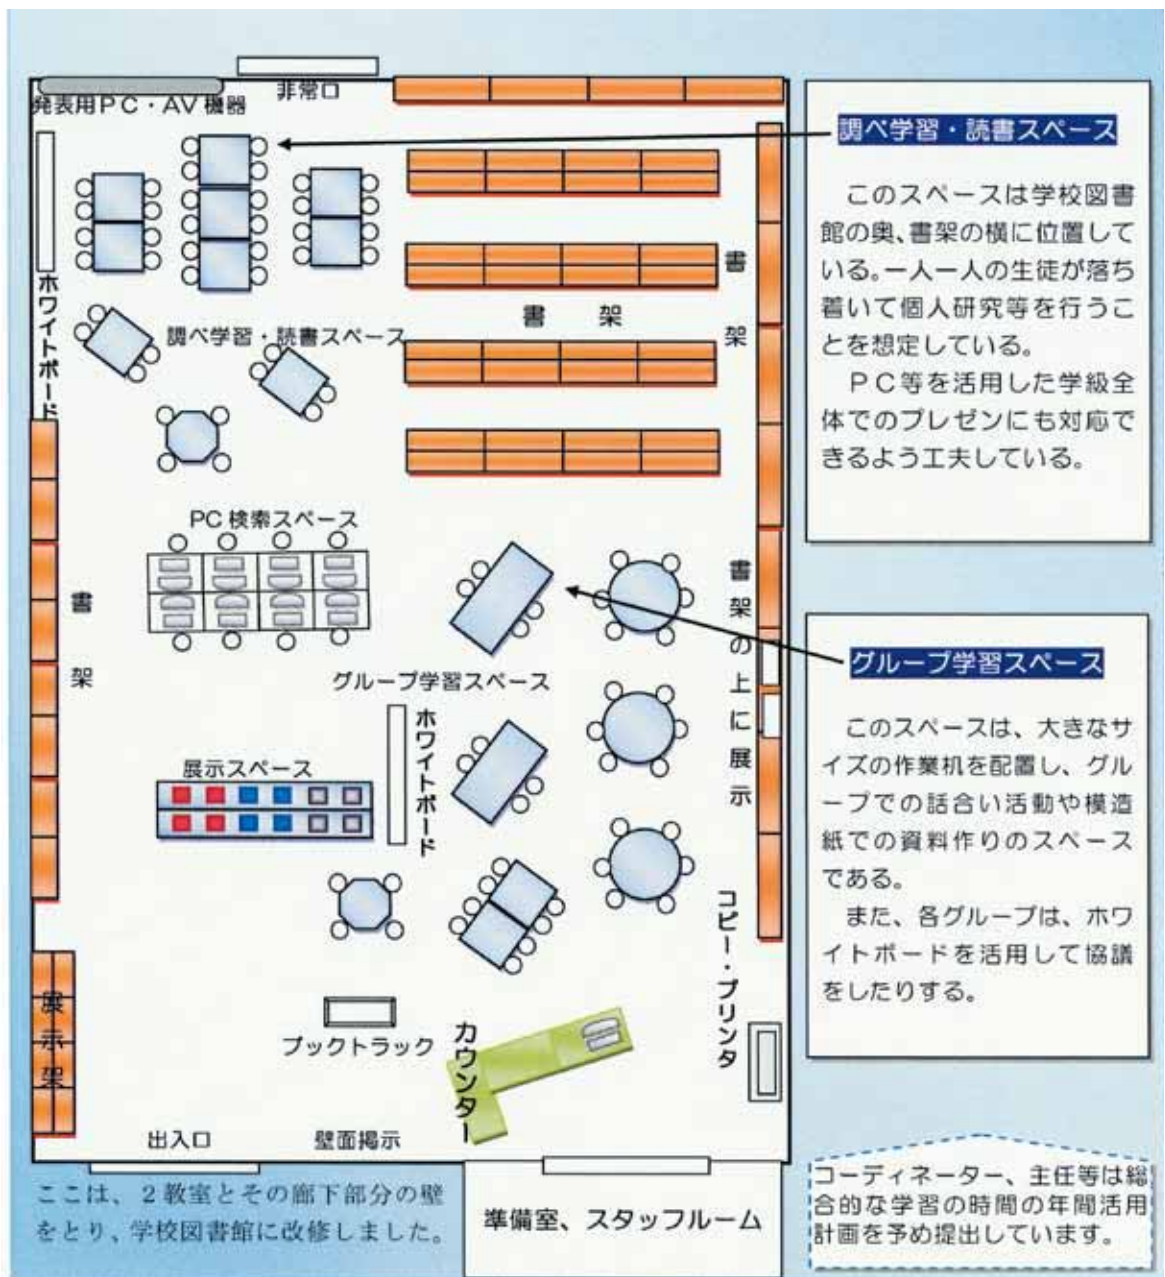 非常口
発表用PC・AV機器
ホワイトボード
調べ学習・読書スペース
書架
書架
PC検索スペース
書架
グループ学習スペース
ホワイトボード
展示スペース
書架の上に展示
コピー・プリンタ
展示架
ブックトラック
カウンター
出入口
壁面掲示
準備室、スタッフルーム
ここは、2教室とその廊下部分の壁
をとり、学校図書館に改修しました。
調べ学習・読書スペース
このスペースは学校図書
館の奥、書架の横に位置して
いる。一人一人の生徒が落ち
着いて個人研究等を行うこ
とを想定している。
PC等を活用した学級全
体でのプレゼンにも対応で
きるよう工夫している。
グループ学習スペース
このスペースは、大きなサ
イズの作業机を配置し、グル
ープでの話合い活動や模造
紙での資料作りのスペース
である。
また、各グループは、ホワ
イトボードを活用して協議
をしたりする。
コーディネーター、主任等は総
合的な学習の時間の年間活用
計画を予め提出しています。